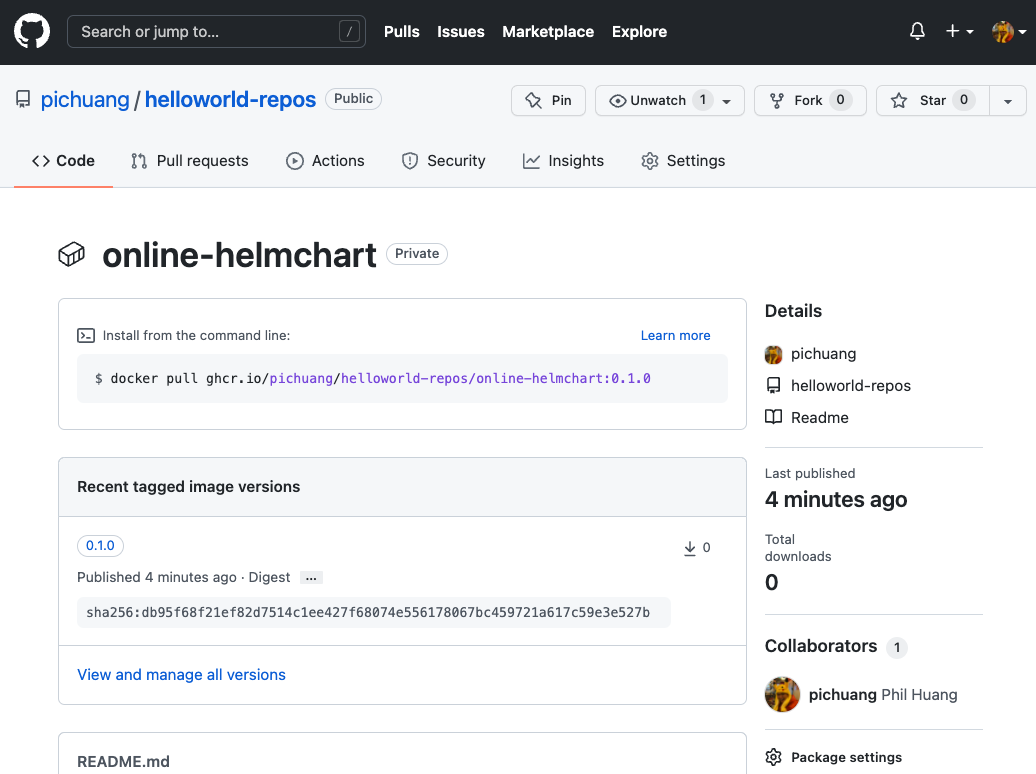 Search or jump to... /
Pulls Issues Marketplace Explore
pichuang / helloworld-repos Public
Pin Unwatch 1 Fork 0 Star 0
Code Pull requests Actions Security Insights Settings
online-helmchart Private
Install from the command line: Learn more
$ docker pull ghcr.io/pichuang/helloworld-repos/online-helmchart:0.1.0
Recent tagged image versions
0.1.0 0
Published 4 minutes ago · Digest ...
sha256:db95f68f21ef82d7514c1ee427f68074e556178067bc459721a617c59e3e527b
View and manage all versions
README.md
Details
pichuang
helloworld-repos
Readme
Last published
4 minutes ago
Total
downloads
0
Collaborators 1
pichuang Phil Huang
Package settings